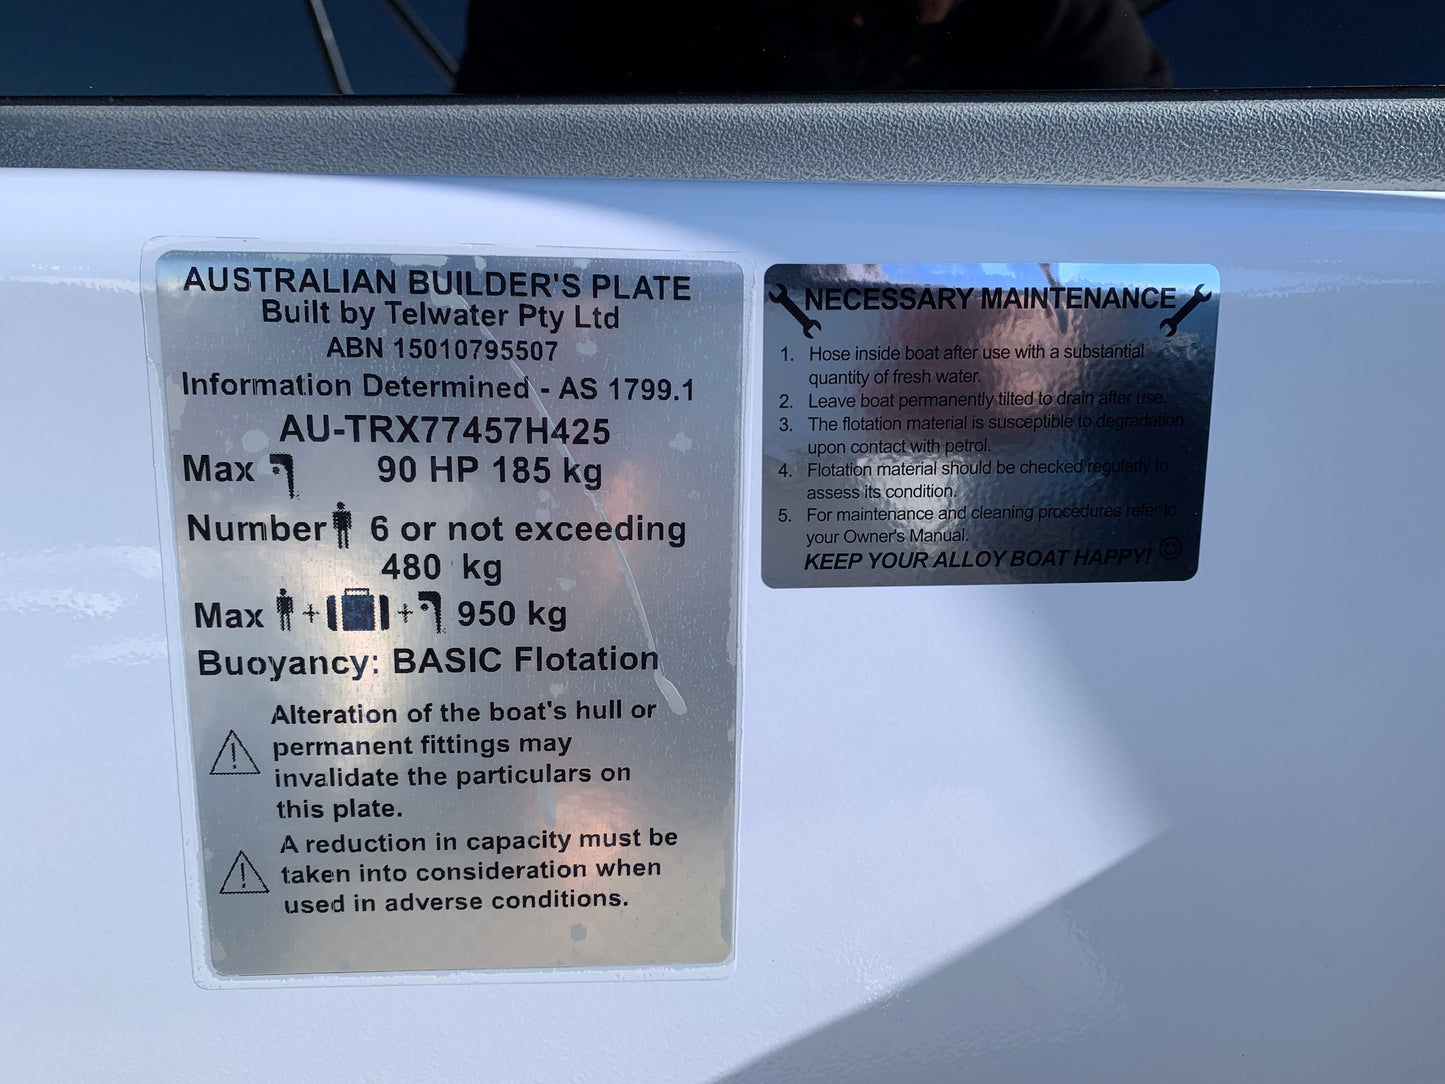 AUSTRALIAN BUILDER'S PLATE
Built by Telwater Pty Ltd
ABN 15010795507
Information Determined - AS 1799.1
AU-TRX77457H425
Max 90 HP 185 kg
Number 6 or not exceeding
480 kg
Max + + 950 kg
Buoyancy: BASIC Flotation
Alteration of the boat's hull or
permanent fittings may
invalidate the particulars on
this plate.
A reduction in capacity must be
taken into consideration when
used in adverse conditions.
NECESSARY MAINTENANCE
1. Hose inside boat after use with a substantial
quantity of fresh water.
2. Leave boat permanently tilted to drain after use.
3. The flotation material is susceptible to degradation
upon contact with petrol.
4. Flotation material should be checked regularly to
assess its condition.
5. For maintenance and cleaning procedures refer to
your Owner's Manual.
KEEP YOUR ALLOY BOAT HAPPY!